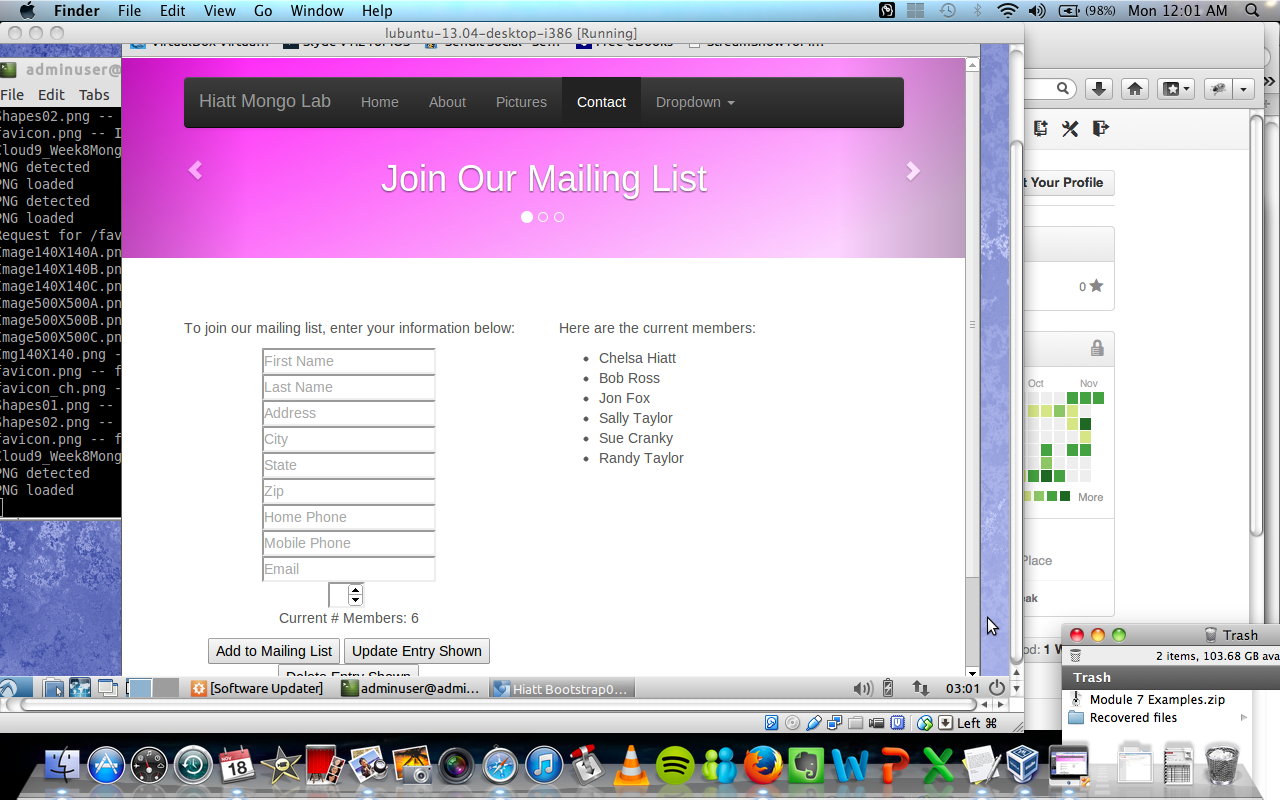 Finder File Edit View Go Window Help (98%) Mon 12:01 AM
lubuntu-13.04-desktop-i386 [Running]
adminuser@
File Edit Tabs
Shapes02.png --
favicon.png -- I
Cloud9_Week8Mong
PNG detected
PNG loaded
PNG detected
PNG loaded
Request for /fav
Image140X140A.pn
Image140X140B.pn
Image140X140C.pn
Image500X500A.pn
Image500X500B.pn
Image500X500C.pn
Img140X140.png -
favicon.png -- f
favicon_ch.png -
Shapes01.png --
Shapes02.png --
favicon.png -- f
Cloud9_Week8Mong
PNG detected
PNG loaded
Hiatt Mongo Lab Home About Pictures Contact Dropdown
Join Our Mailing List
To join our mailing list, enter your information below:
First Name
Last Name
Address
City
State
Zip
Home Phone
Mobile Phone
Email
Current # Members: 6
Add to Mailing List Update Entry Shown
Delete Entry Shown
Here are the current members:
Chelsa Hiatt
Bob Ross
Jon Fox
Sally Taylor
Sue Cranky
Randy Taylor
[Software Updater] adminuser@admi... Hiatt Bootstrap0... 03:01
Left ⌘
t Your Profile
0
Oct Nov
More
Place
eak
od: 1 W
Trash
2 items, 103.68 GB ava
Trash
Module 7 Examples.zip
Recovered files
NOV
18